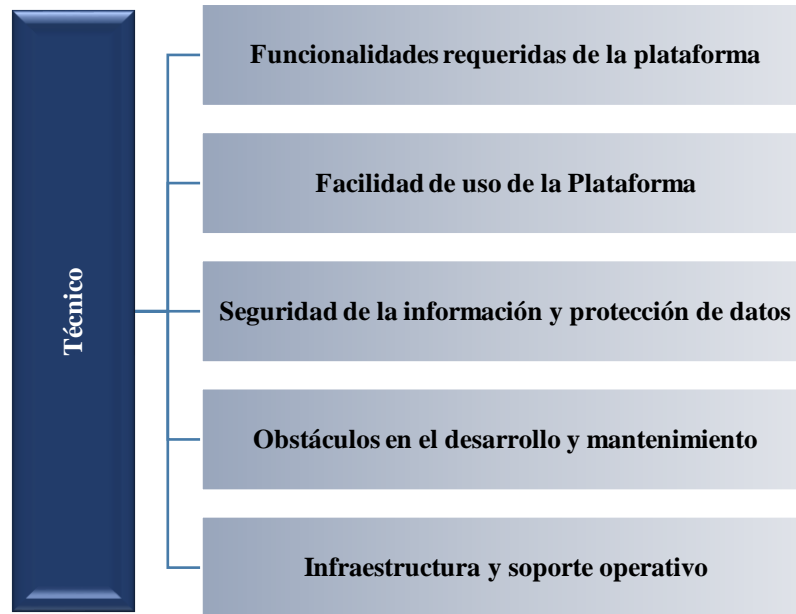 Técnico
Funcionalidades requeridas de la plataforma
Facilidad de uso de la Plataforma
Seguridad de la información y protección de datos
Obstáculos en el desarrollo y mantenimiento
Infraestructura y soporte operativo